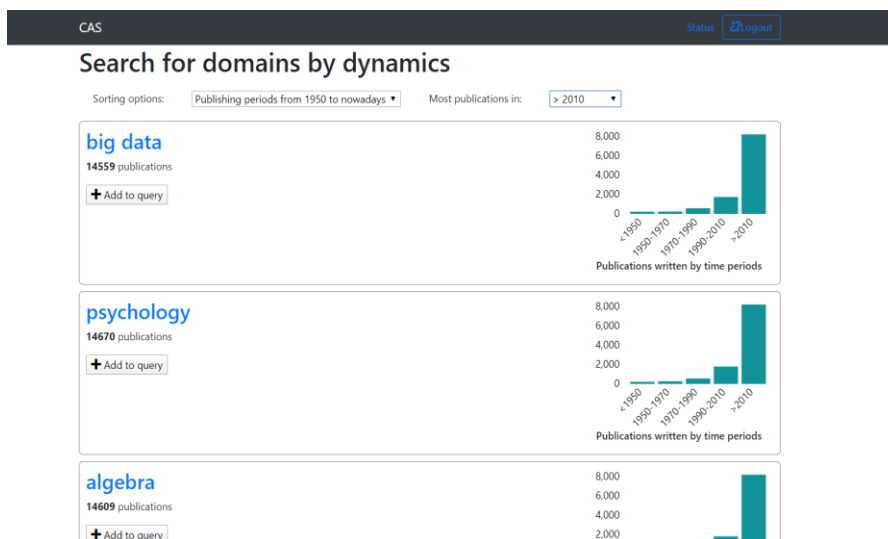 CAS Status Logout
Search for domains by dynamics
Sorting options: Publishing periods from 1950 to nowadays Most publications in: > 2010
big data
14559 publications
+ Add to query
8,000
6,000
4,000
2,000
0
<1950 1950-1970 1970-1990 1990-2010 >2010
Publications written by time periods
psychology
14670 publications
+ Add to query
8,000
6,000
4,000
2,000
0
<1950 1950-1970 1970-1990 1990-2010 >2010
Publications written by time periods
algebra
14609 publications
+ Add to query
8,000
6,000
4,000
2,000